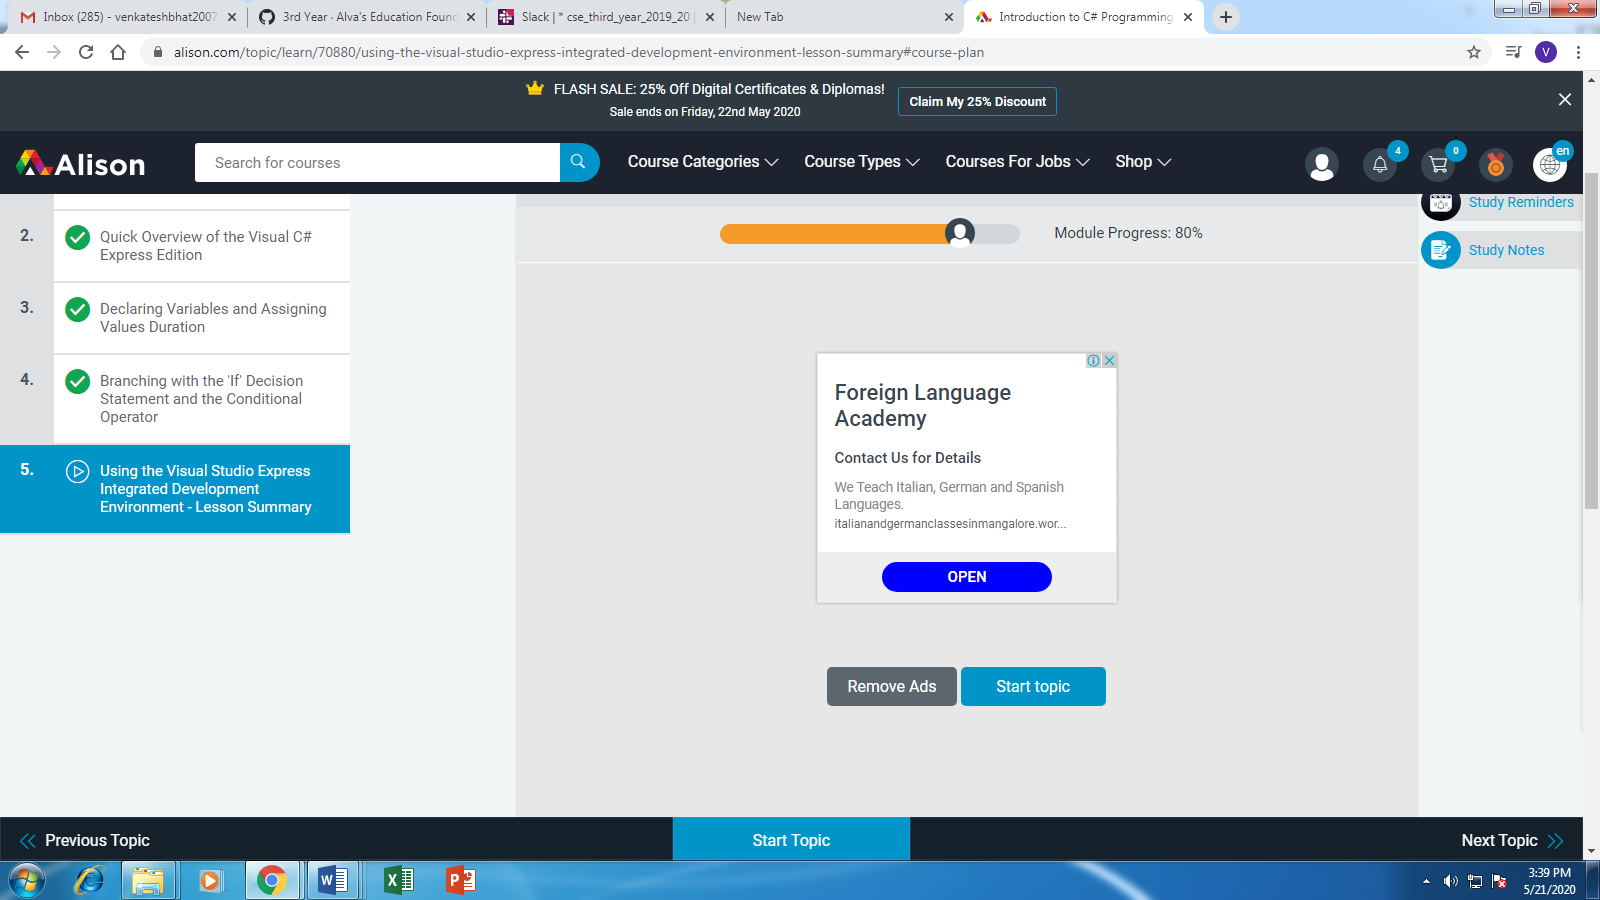 Inbox (285) - venkateshbhat2007
3rd Year · Alva's Education Found
Slack | * cse_third_year_2019_20 |
New Tab
Introduction to C# Programming
alison.com/topic/learn/70880/using-the-visual-studio-express-integrated-development-environment-lesson-summary#course-plan
V
FLASH SALE: 25% Off Digital Certificates & Diplomas!
Sale ends on Friday, 22nd May 2020
Claim My 25% Discount
Alison
Search for courses
Course Categories
Course Types
Courses For Jobs
Shop
4
0
en
2.
Quick Overview of the Visual C#
Express Edition
3.
Declaring Variables and Assigning
Values Duration
4.
Branching with the 'If' Decision
Statement and the Conditional
Operator
5.
Using the Visual Studio Express
Integrated Development
Environment - Lesson Summary
Module Progress: 80%
Study Reminders
Study Notes
Foreign Language
Academy
Contact Us for Details
We Teach Italian, German and Spanish
Languages.
italianandgermanclassesinmangalore.wor...
OPEN
Remove Ads
Start topic
Previous Topic
Start Topic
Next Topic
3:39 PM
5/21/2020